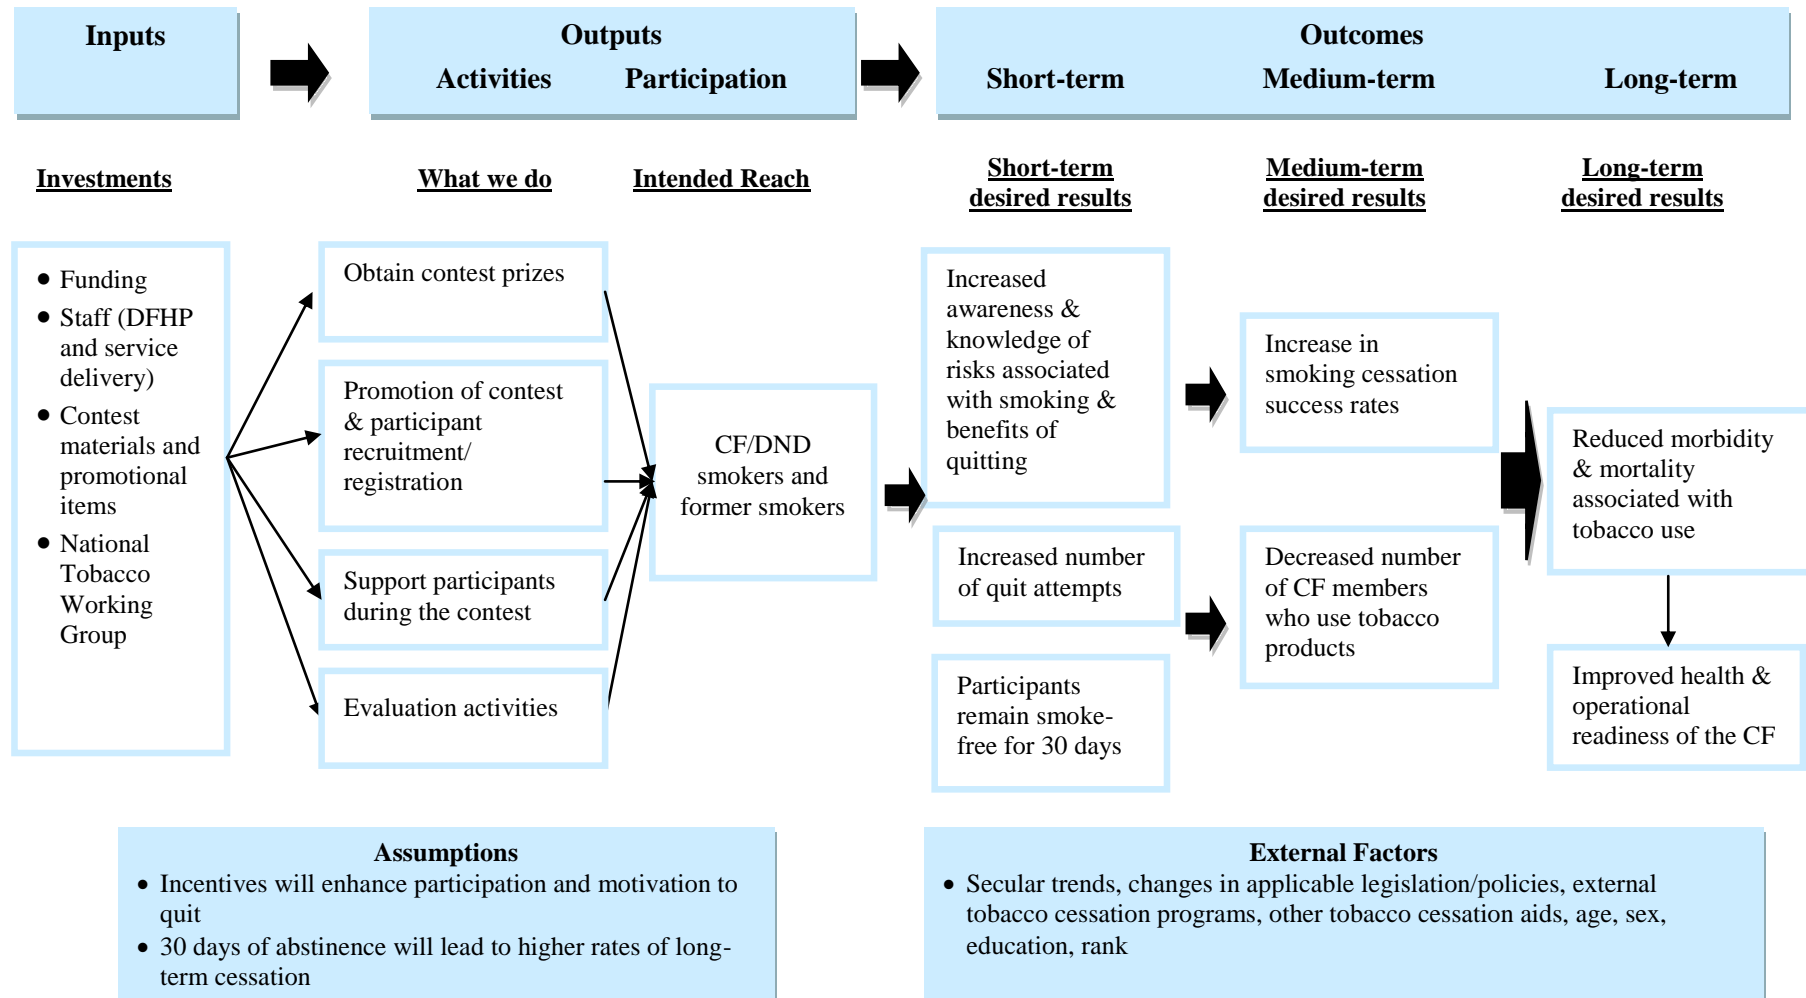 Inputs
Outputs
Activities Participation
Outcomes
Short-term Medium-term Long-term
Investments
What we do
Intended Reach
Short-term
desired results
Medium-term
desired results
Long-term
desired results
• Funding
• Staff (DFHP
and service
delivery)
• Contest
materials and
promotional
items
• National
Tobacco
Working
Group
Obtain contest prizes
Promotion of contest
& participant
recruitment/
registration
Support participants
during the contest
Evaluation activities
CF/DND
smokers and
former smokers
Increased
awareness &
knowledge of
risks associated
with smoking &
benefits of
quitting
Increased number
of quit attempts
Participants
remain smoke-
free for 30 days
Increase in
smoking cessation
success rates
Decreased number
of CF members
who use tobacco
products
Reduced morbidity
& mortality
associated with
tobacco use
Improved health &
operational
readiness of the CF
Assumptions
• Incentives will enhance participation and motivation to
quit
• 30 days of abstinence will lead to higher rates of long-
term cessation
External Factors
• Secular trends, changes in applicable legislation/policies, external
tobacco cessation programs, other tobacco cessation aids, age, sex,
education, rank